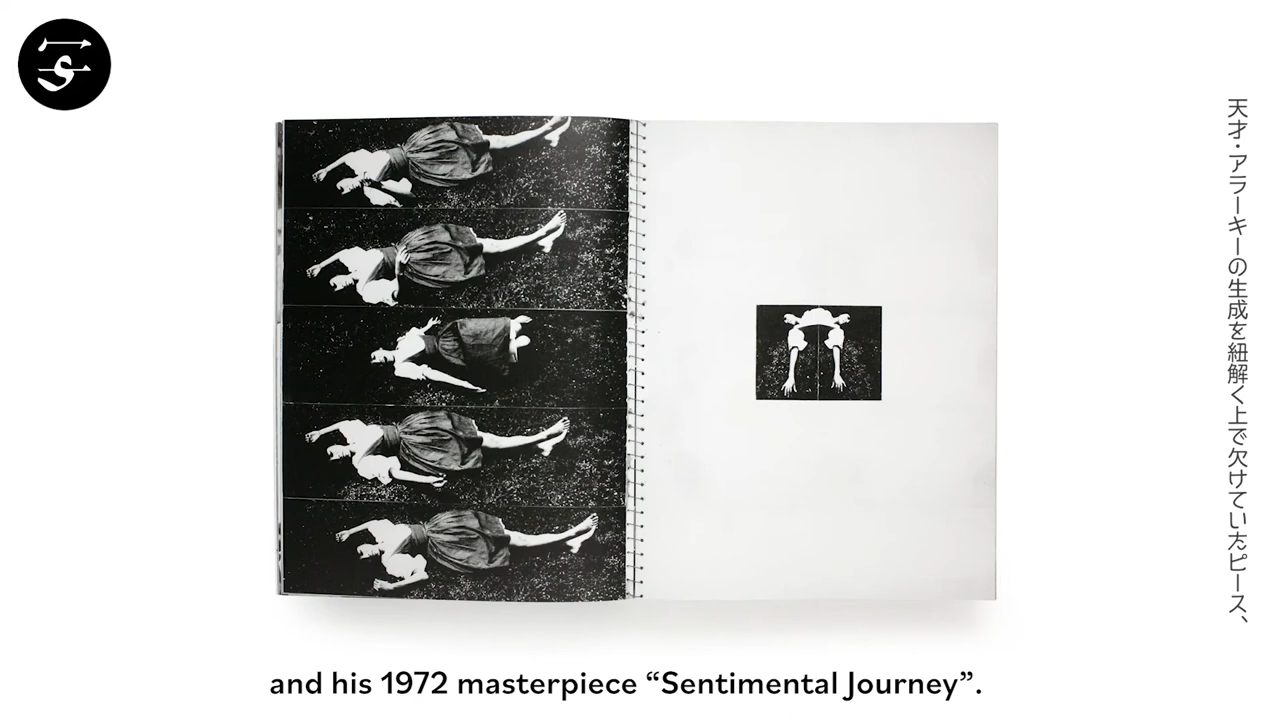 天才・アラーキーの生成を紐解く上で欠けていたピース、
and his 1972 masterpiece “Sentimental Journey”.